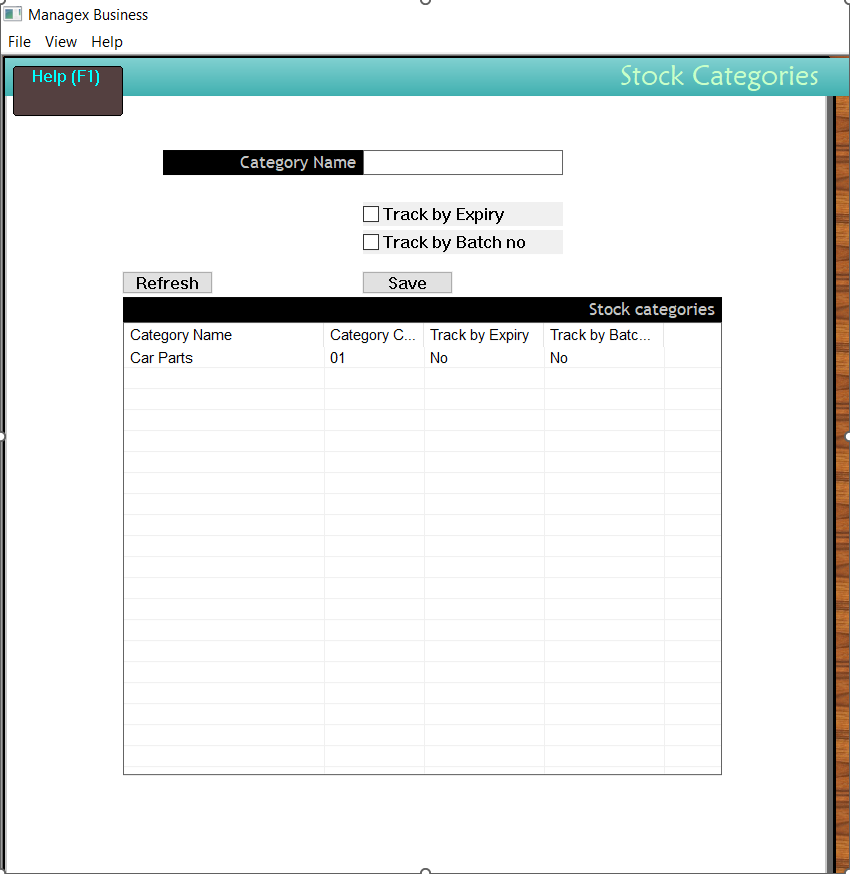 Managex Business
File View Help
Help (F1)
Stock Categories
Category Name
Track by Expiry
Track by Batch no
Refresh Save
Stock categories
Category Name Category C... Track by Expiry Track by Batc...
Car Parts 01 No No